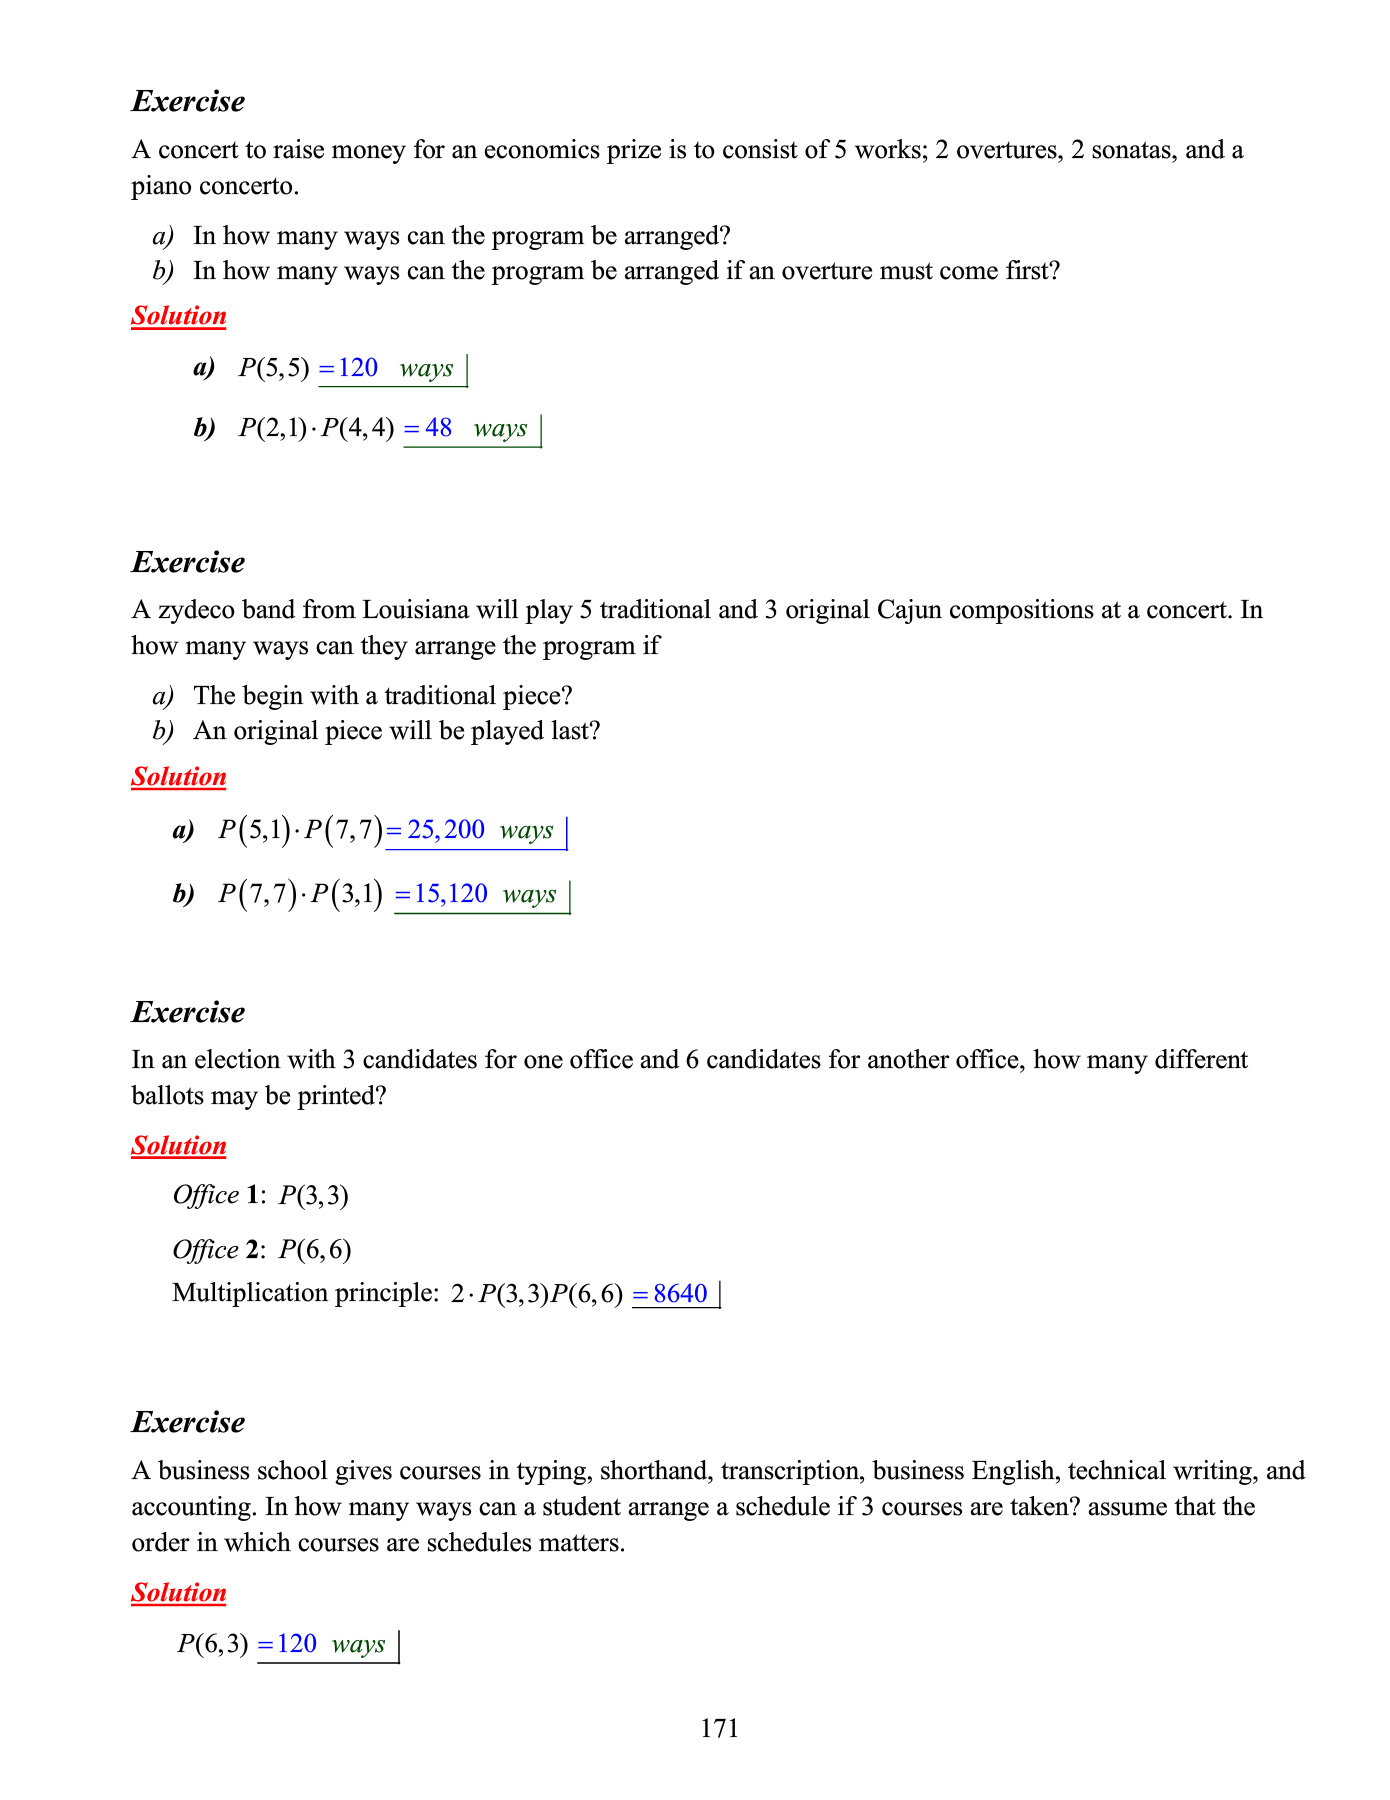 Exercise
A concert to raise money for an economics prize is to consist of 5 works; 2 overtures, 2 sonatas, and a
piano concerto.
a) In how many ways can the program be arranged?
b) In how many ways can the program be arranged if an overture must come first?
Solution
a) P(5,5) = 120 ways
b) P(2,1)·P(4,4) = 48 ways
Exercise
A zydeco band from Louisiana will play 5 traditional and 3 original Cajun compositions at a concert. In
how many ways can they arrange the program if
a) The begin with a traditional piece?
b) An original piece will be played last?
Solution
a) P(5,1)·P(7,7) = 25,200 ways
b) P(7,7)·P(3,1) = 15,120 ways
Exercise
In an election with 3 candidates for one office and 6 candidates for another office, how many different
ballots may be printed?
Solution
Office 1: P(3,3)
Office 2: P(6,6)
Multiplication principle: 2·P(3,3)P(6,6) = 8640
Exercise
A business school gives courses in typing, shorthand, transcription, business English, technical writing, and
accounting. In how many ways can a student arrange a schedule if 3 courses are taken? assume that the
order in which courses are schedules matters.
Solution
P(6,3) = 120 ways
171